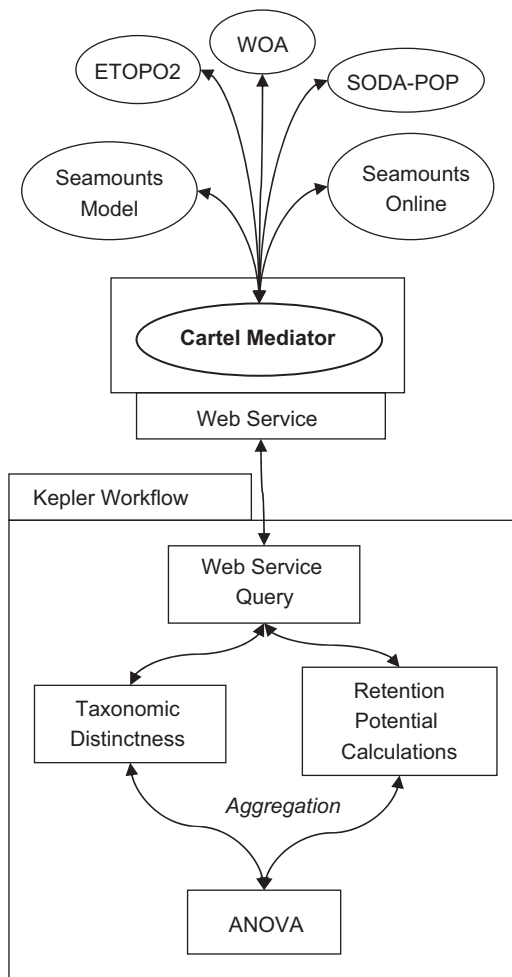 WOA
ETOPO2
SODA-POP
Seamounts
Model
Seamounts
Online
Cartel Mediator
Web Service
Kepler Workflow
Web Service
Query
Taxonomic
Distinctness
Retention
Potential
Calculations
Aggregation
ANOVA